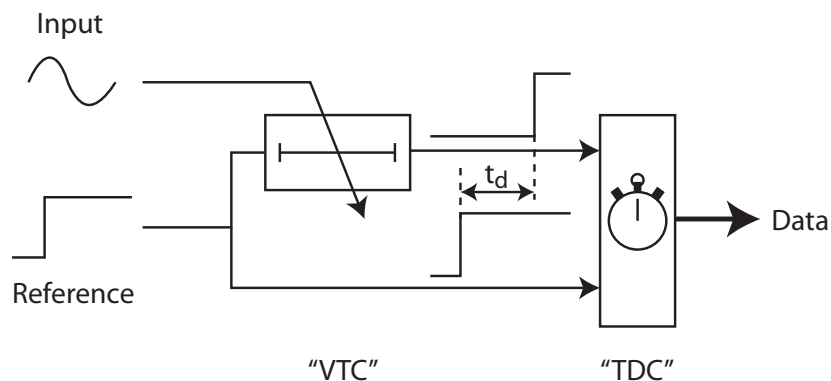 Input
t_d
Data
Reference
“VTC”
“TDC”